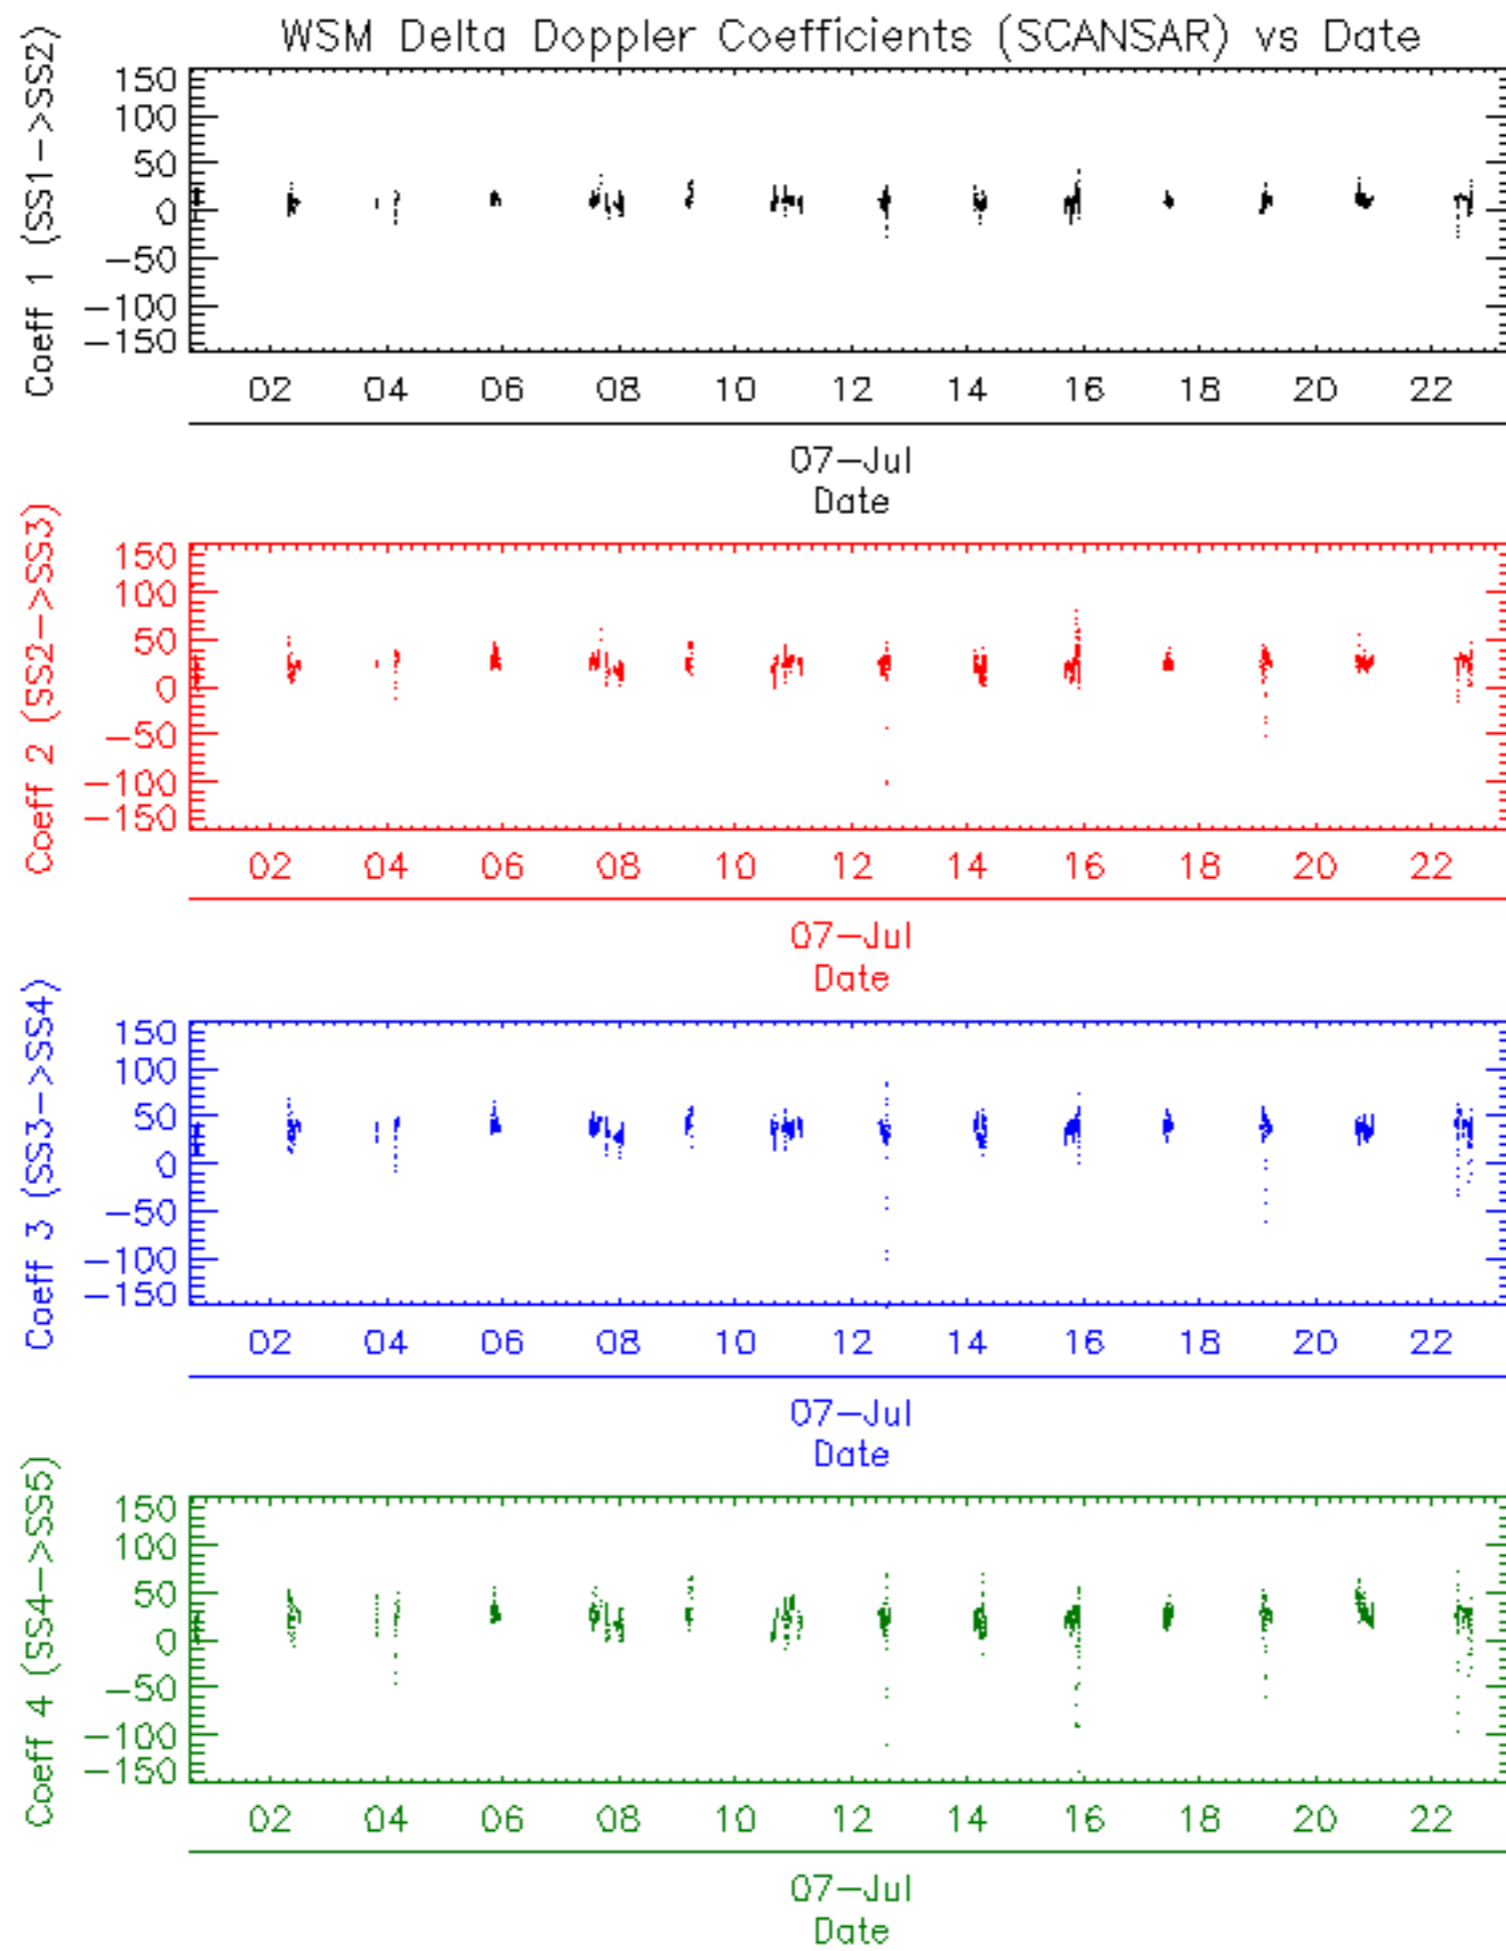 WSM Delta Doppler Coefficients (SCANSAR) vs Date
Coeff 1 (SS1->SS2)
150
100
50
0
-50
-100
-150
02 04 06 08 10 12 14 16 18 20 22
07-Jul
Date
Coeff 2 (SS2->SS3)
150
100
50
0
-50
-100
-150
02 04 06 08 10 12 14 16 18 20 22
07-Jul
Date
Coeff 3 (SS3->SS4)
150
100
50
0
-50
-100
-150
02 04 06 08 10 12 14 16 18 20 22
07-Jul
Date
Coeff 4 (SS4->SS5)
150
100
50
0
-50
-100
-150
02 04 06 08 10 12 14 16 18 20 22
07-Jul
Date